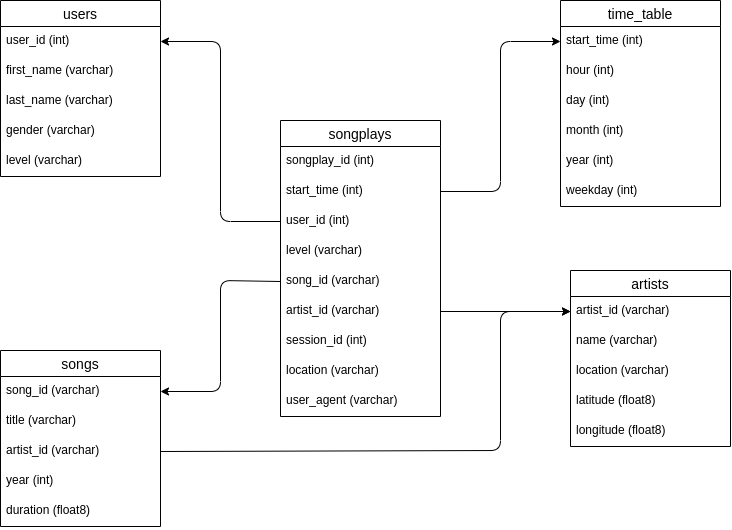 users
user_id (int)
first_name (varchar)
last_name (varchar)
gender (varchar)
level (varchar)
time_table
start_time (int)
hour (int)
day (int)
month (int)
year (int)
weekday (int)
songplays
songplay_id (int)
start_time (int)
user_id (int)
level (varchar)
song_id (varchar)
artist_id (varchar)
session_id (int)
location (varchar)
user_agent (varchar)
artists
artist_id (varchar)
name (varchar)
location (varchar)
latitude (float8)
longitude (float8)
songs
song_id (varchar)
title (varchar)
artist_id (varchar)
year (int)
duration (float8)